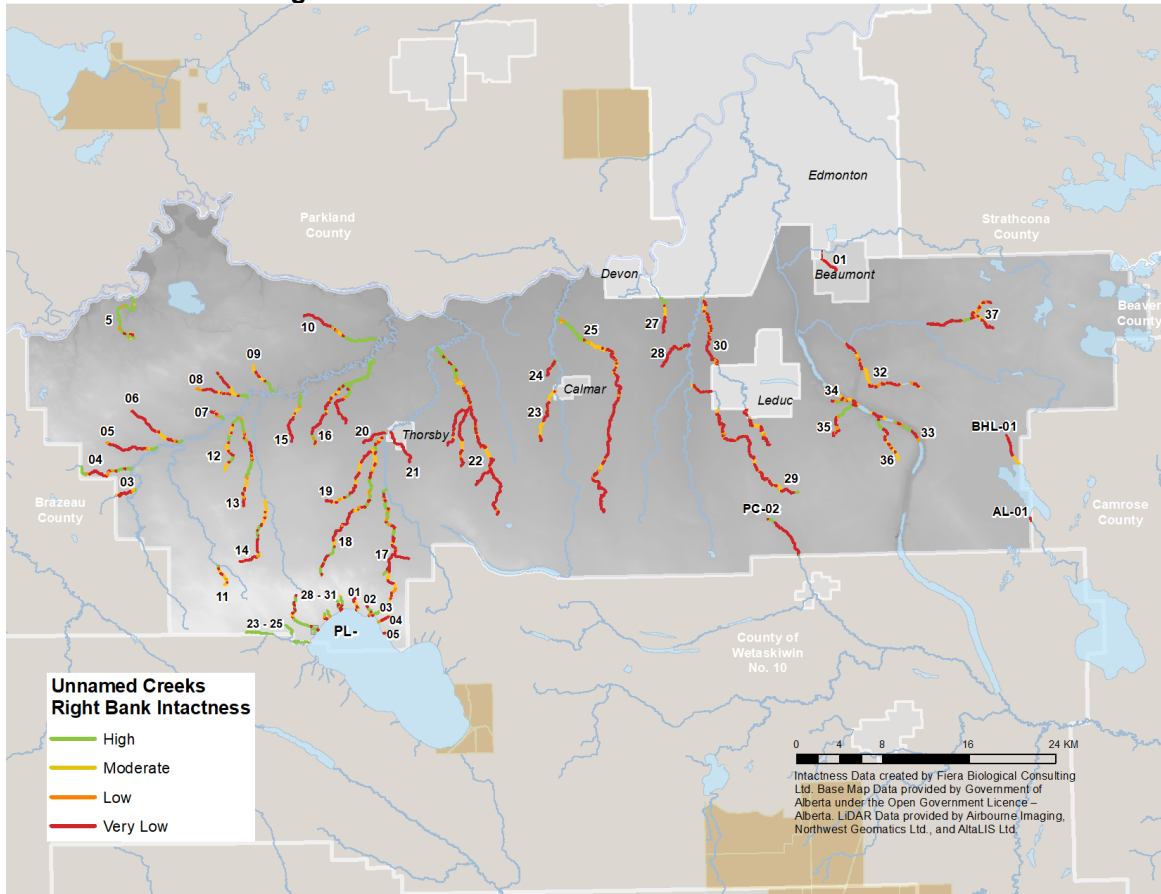 Edmonton
Parkland
County
Strathcona
County
01
Beaumont
Devon
Beaver
County
5
10
25
27
37
28
30
09
08
24
Calmar
32
Leduc
07
06
23
34
05
15
16
20
Thorsby
35
33
BHL-01
04
12
22
21
36
03
19
29
13
Brazeau
County
PC-02
AL-01
Camrose
County
18
14
17
11
28 - 31
01
02
03
23 - 25
04
PL-
05
County of
Wetaskiwin
No. 10
Unnamed Creeks
Right Bank Intactness
High
Moderate
Low
Very Low
0 4 8 16 24 KM
Intactness Data created by Fiera Biological Consulting
Ltd. Base Map Data provided by Government of
Alberta under the Open Government Licence –
Alberta. LiDAR Data provided by Airbourne Imaging,
Northwest Geomatics Ltd., and AltaLIS Ltd.